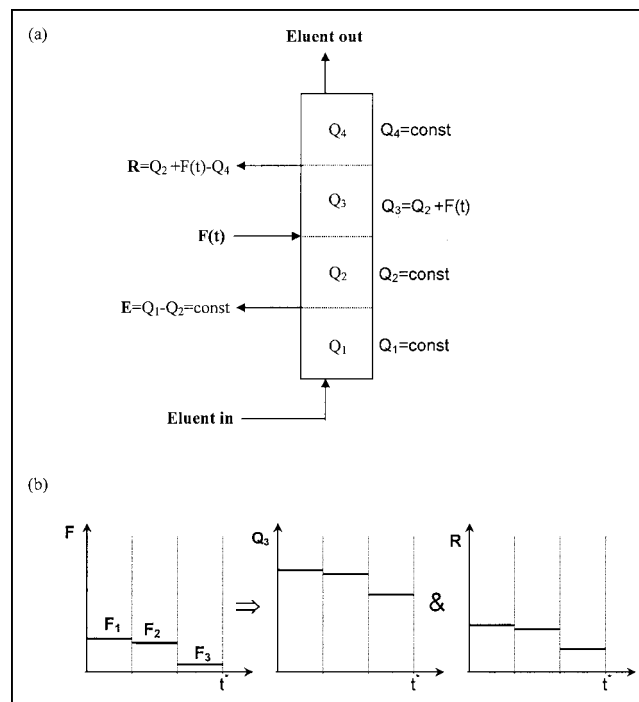 (a)
Eluent out
Q₄ Q₄=const
R=Q₂+F(t)-Q₄
Q₃ Q₃=Q₂+F(t)
F(t)
Q₂ Q₂=const
E=Q₁-Q₂=const
Q₁ Q₁=const
Eluent in
(b)
F Q₃ R
F₁ F₂ F₃ ⇒ &
t* t* t*